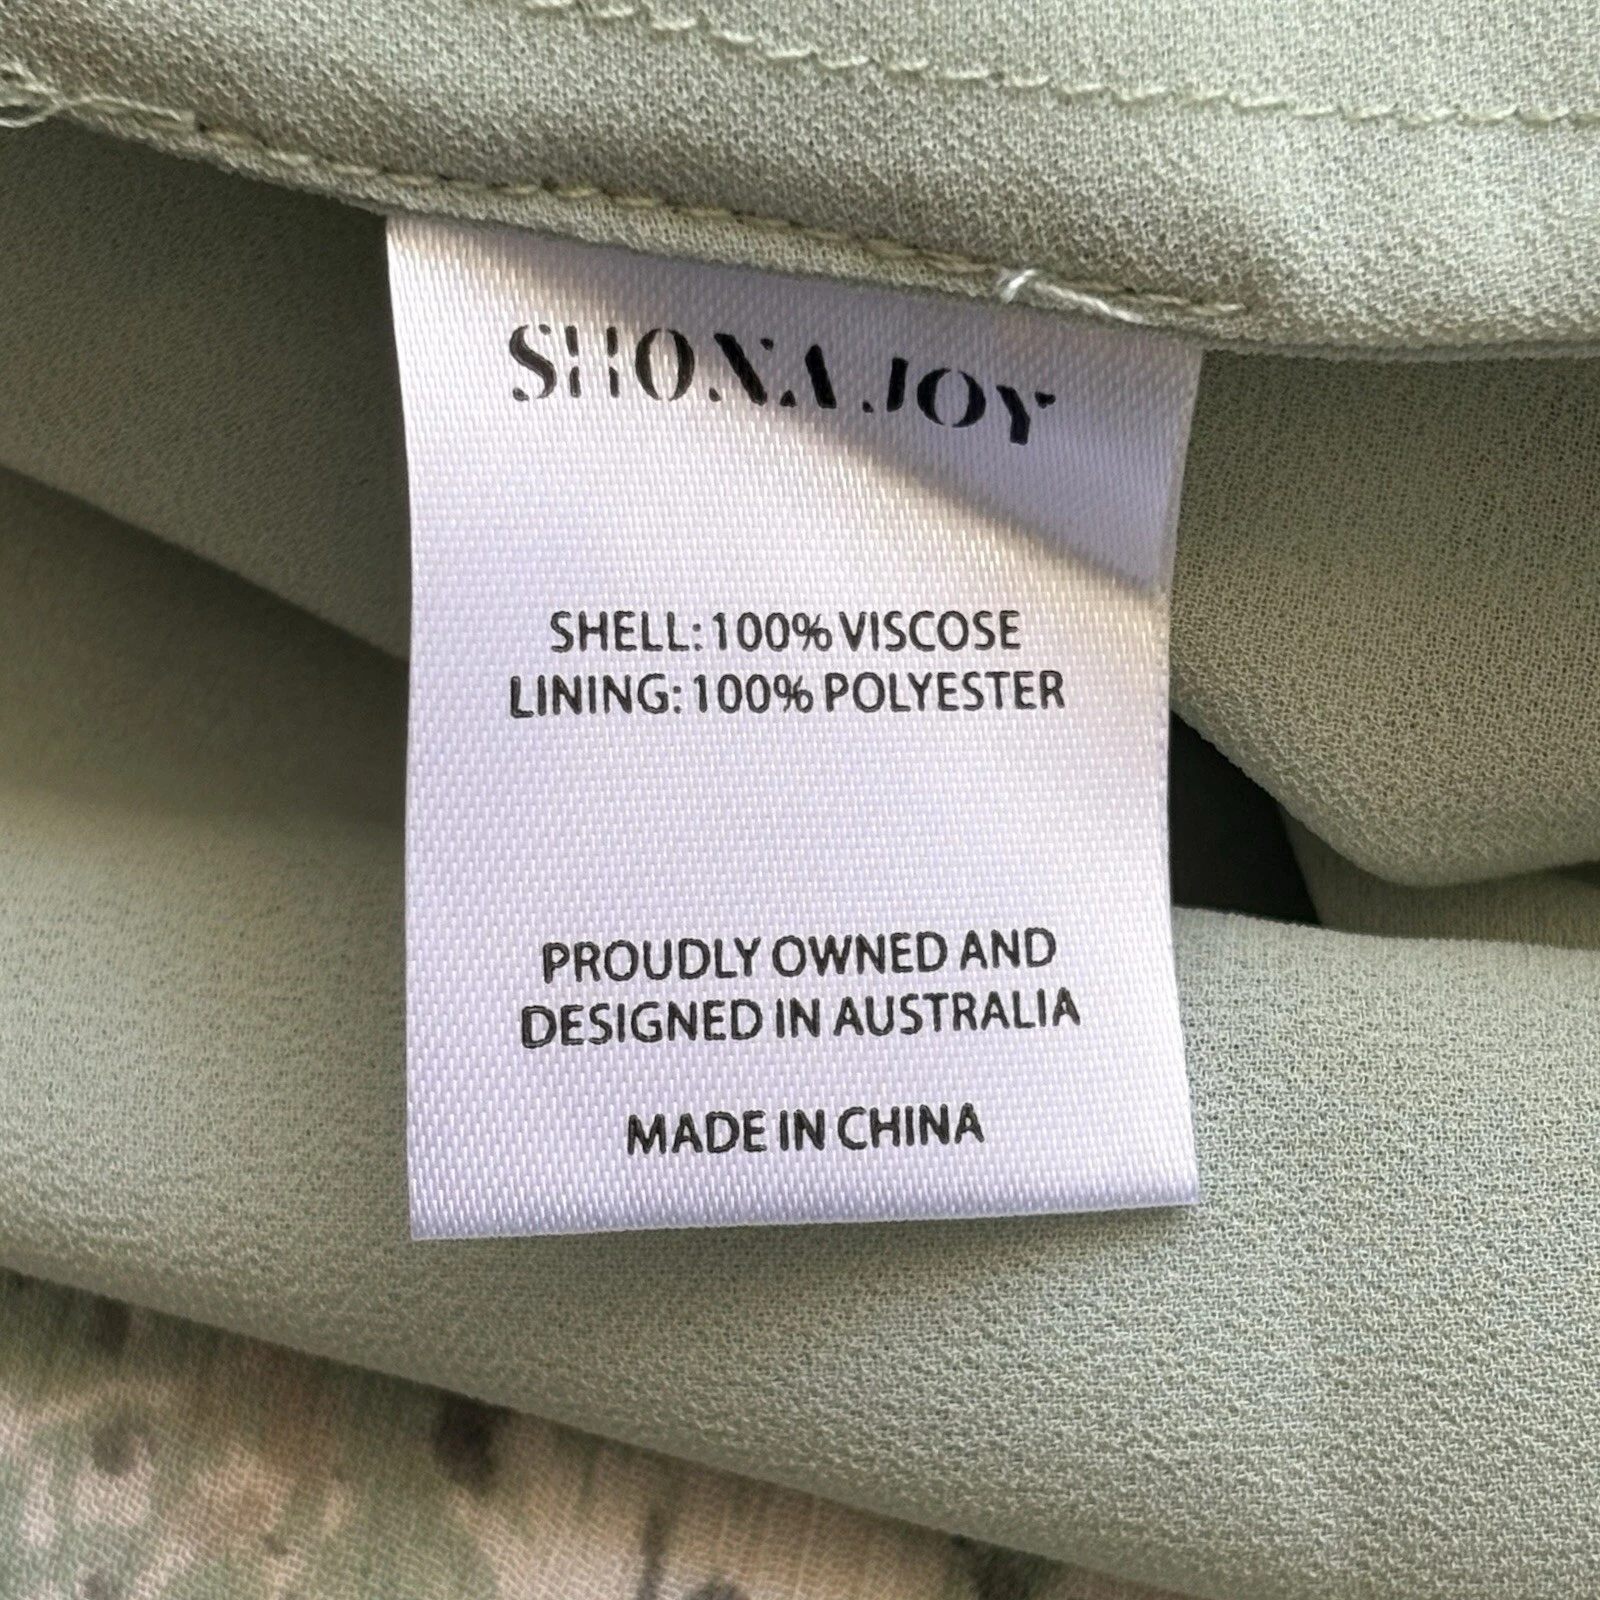 SHONA JOY
SHELL: 100% VISCOSE
LINING: 100% POLYESTER
PROUDLY OWNED AND
DESIGNED IN AUSTRALIA
MADE IN CHINA